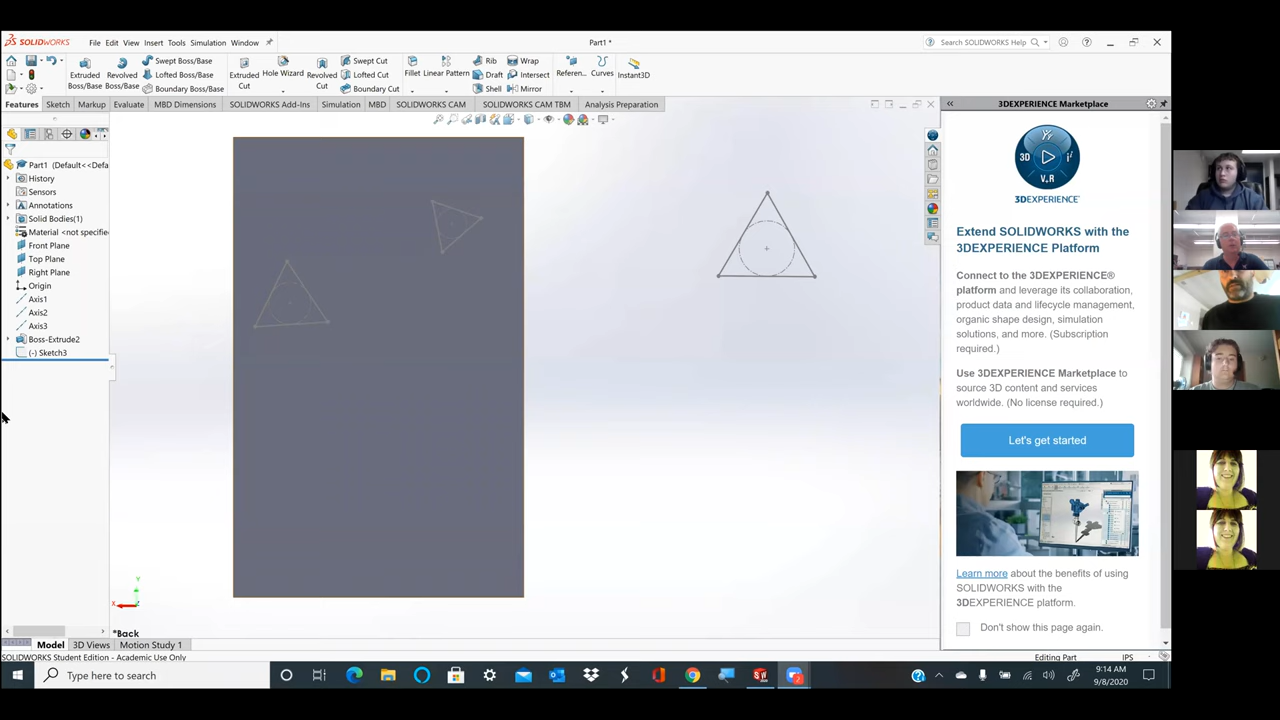 SOLIDWORKS File Edit View Insert Tools Simulation Window Part1 * Search SOLIDWORKS Help
Extruded Boss/Base
Revolved Boss/Base
Swept Boss/Base
Lofted Boss/Base
Boundary Boss/Base
Extruded Cut
Hole Wizard
Revolved Cut
Swept Cut
Lofted Cut
Boundary Cut
Fillet
Linear Pattern
Rib
Draft
Shell
Wrap
Intersect
Mirror
Referen...
Curves
Instant3D
Features Sketch Markup Evaluate MBD Dimensions SOLIDWORKS Add-Ins Simulation MBD SOLIDWORKS CAM SOLIDWORKS CAM TBM Analysis Preparation
Part1 (Default<<Defa
History
Sensors
Annotations
Solid Bodies(1)
Material <not specifie
Front Plane
Top Plane
Right Plane
Origin
Axis1
Axis2
Axis3
Boss-Extrude2
(-) Sketch3
Y
X
*Back
3DEXPERIENCE Marketplace
3D
V.R
3DEXPERIENCE
Extend SOLIDWORKS with the
3DEXPERIENCE Platform
Connect to the 3DEXPERIENCE®
platform and leverage its collaboration,
product data and lifecycle management,
organic shape design, simulation
solutions, and more. (Subscription
required.)
Use 3DEXPERIENCE Marketplace to
source 3D content and services
worldwide. (No license required.)
Let's get started
Learn more about the benefits of using
SOLIDWORKS with the
3DEXPERIENCE platform.
Don't show this page again.
Model 3D Views Motion Study 1
SOLIDWORKS Student Edition - Academic Use Only Editing Part IPS
Type here to search
9:14 AM
9/8/2020